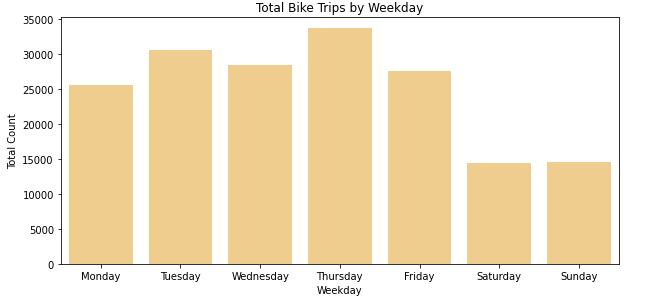 Total Bike Trips by Weekday
35000
30000
25000
20000
15000
10000
5000
0
Total Count
Monday Tuesday Wednesday Thursday Friday Saturday Sunday
Weekday